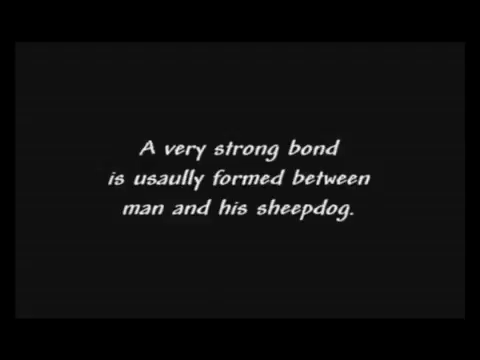 A very strong bond
is usaully formed between
man and his sheepdog.